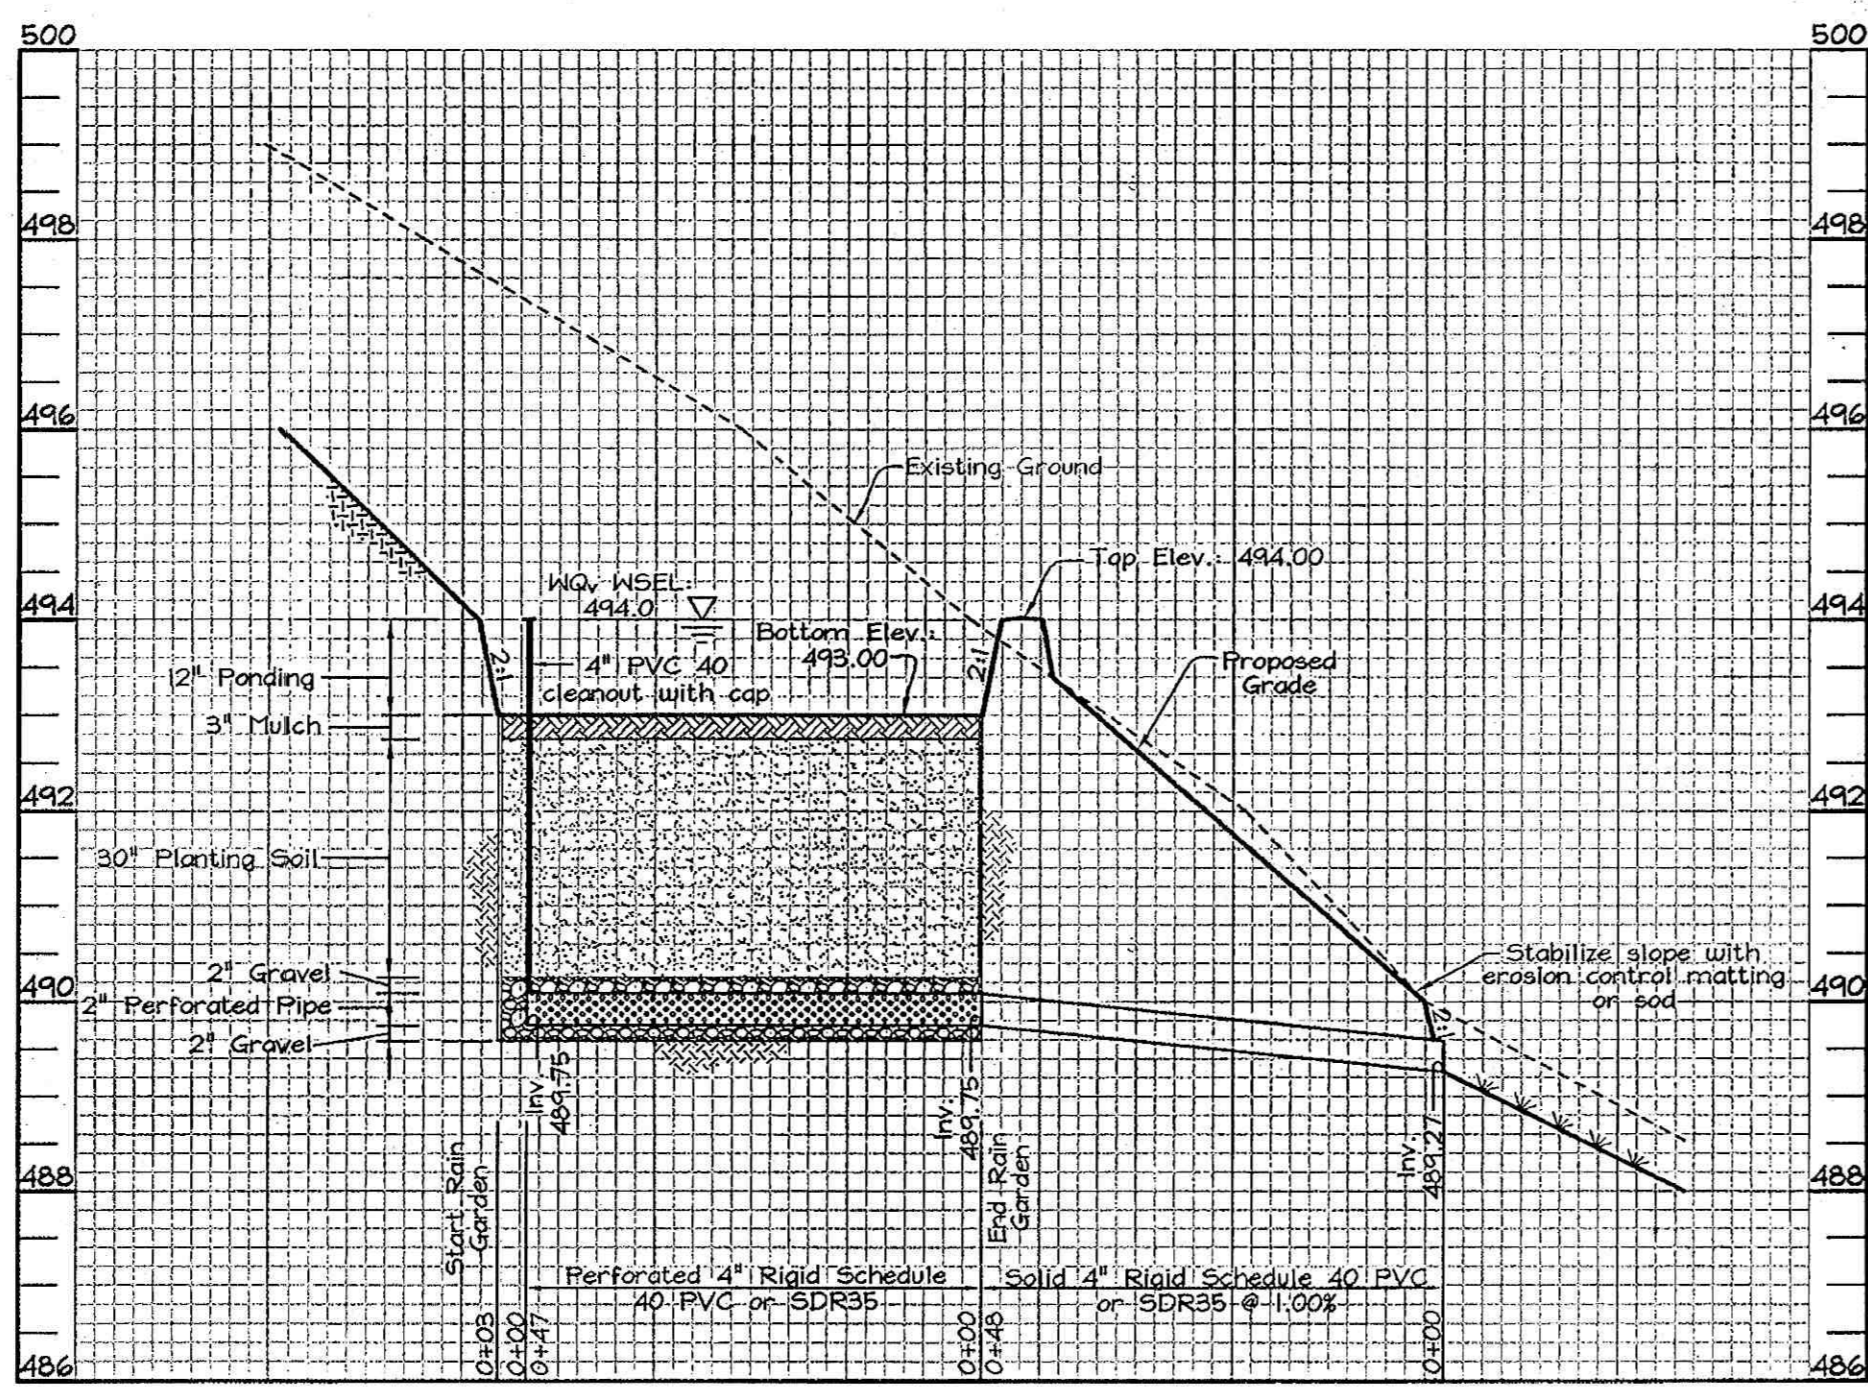 500
500
498
498
496
496
Existing Ground
Top Elev.: 494.00
WQv WSEL:
494.0
494
494
Bottom Elev.:
493.00
2:1
2:1
4" PVC 40
cleanout with cap
12" Ponding
3" Mulch
Proposed
Grade
492
492
30" Planting Soil
2" Gravel
Stabilize slope with
erosion control matting
or sod
490
490
2" Perforated Pipe
2" Gravel
2:1
Inv.
489.75
Inv.
489.75
Inv.
489.27
488
488
Start Rain
Garden
End Rain
Garden
Perforated 4" Rigid Schedule
40 PVC or SDR35
Solid 4" Rigid Schedule 40 PVC
or SDR35 @ 1.00%
0+03
0+00
0+47
0+00
0+48
0+00
486
486